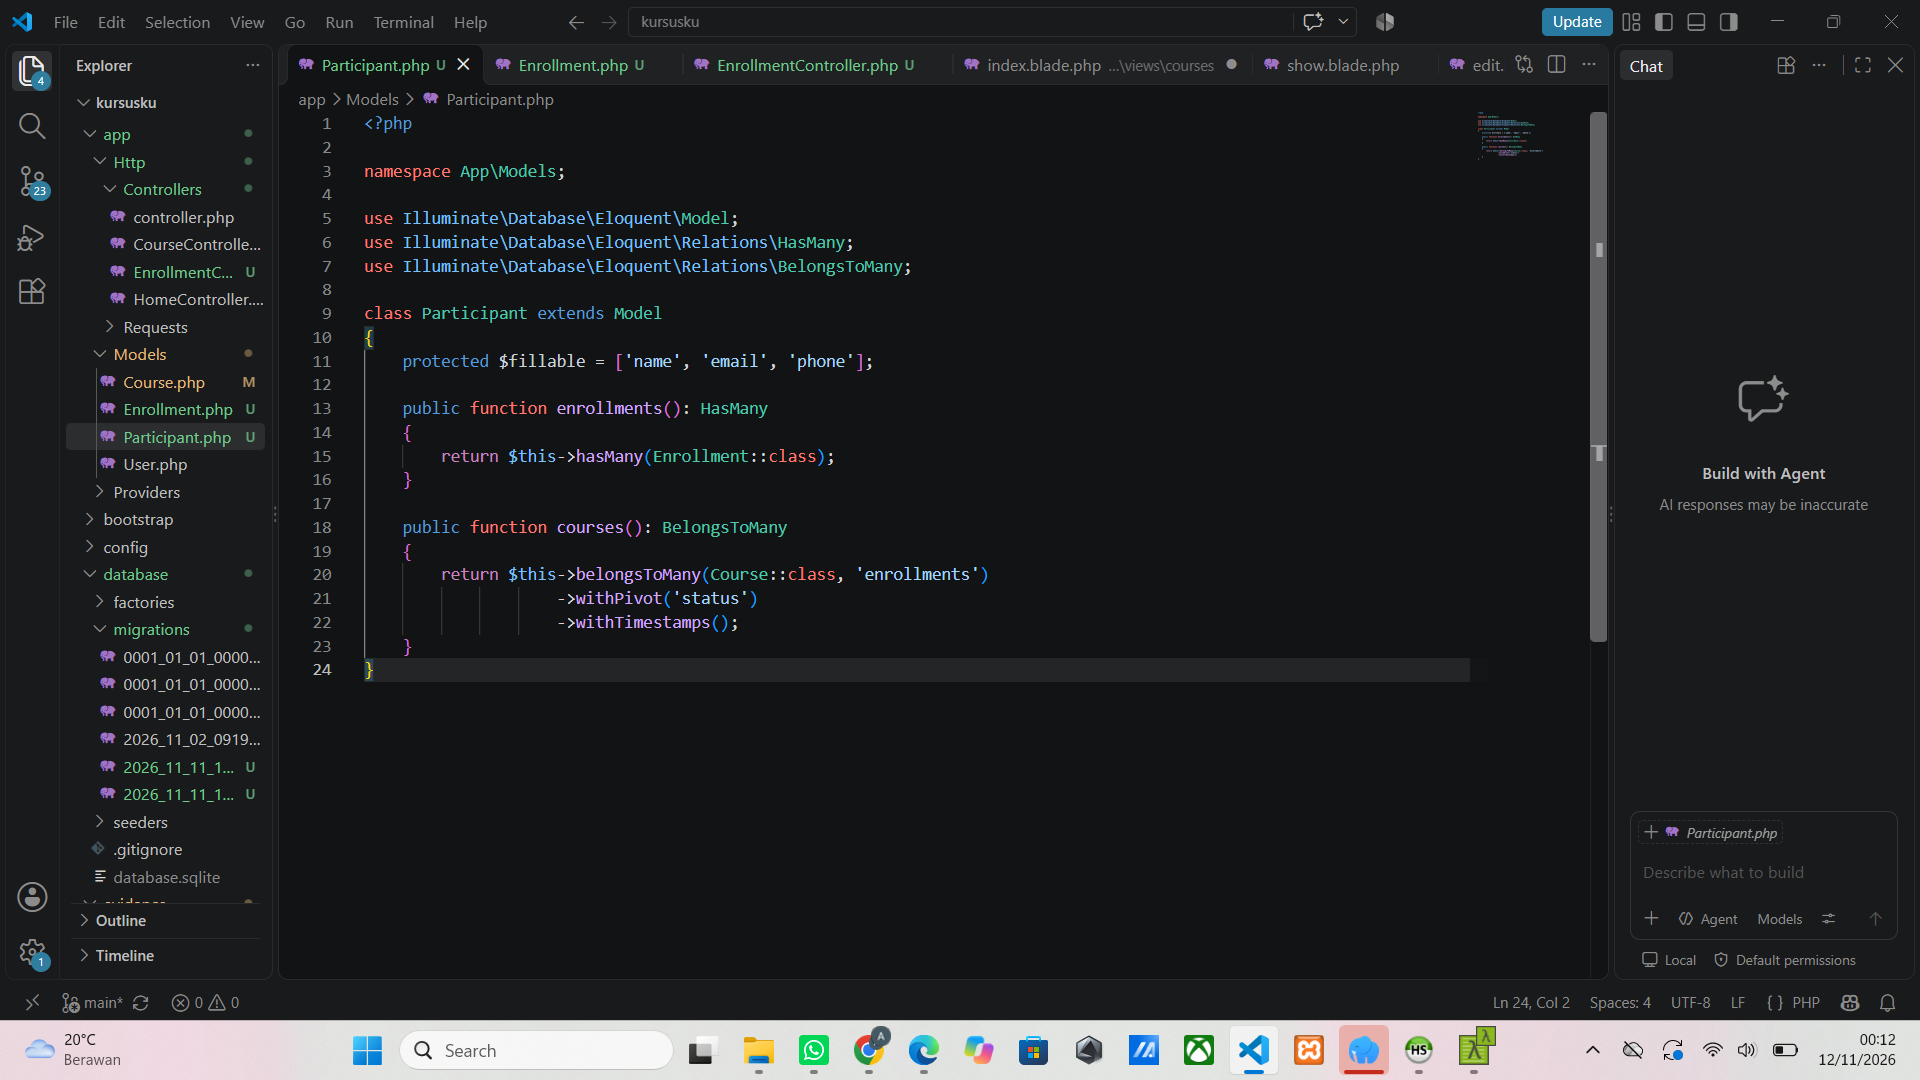 File Edit Selection View Go Run Terminal Help
kursusku
Update
Explorer
4
23
1
kursusku
app
Http
Controllers
controller.php
CourseControlle...
EnrollmentC... U
HomeController....
Requests
Models
Course.php M
Enrollment.php U
Participant.php U
User.php
Providers
bootstrap
config
database
factories
migrations
0001_01_01_0000...
0001_01_01_0000...
0001_01_01_0000...
2026_11_02_0919...
2026_11_11_1... U
2026_11_11_1... U
seeders
.gitignore
database.sqlite
Outline
Timeline
Participant.php U
Enrollment.php U
EnrollmentController.php U
index.blade.php ...\views\courses
show.blade.php
edit.
app > Models > Participant.php
1 <?php
2
3 namespace App\Models;
4
5 use Illuminate\Database\Eloquent\Model;
6 use Illuminate\Database\Eloquent\Relations\HasMany;
7 use Illuminate\Database\Eloquent\Relations\BelongsToMany;
8
9 class Participant extends Model
10 {
11 protected $fillable = ['name', 'email', 'phone'];
12
13 public function enrollments(): HasMany
14 {
15 return $this->hasMany(Enrollment::class);
16 }
17
18 public function courses(): BelongsToMany
19 {
20 return $this->belongsToMany(Course::class, 'enrollments')
21 ->withPivot('status')
22 ->withTimestamps();
23 }
24 }
Chat
Build with Agent
AI responses may be inaccurate
Participant.php
Describe what to build
Agent Models
Local Default permissions
main* 0 0
Ln 24, Col 2 Spaces: 4 UTF-8 LF { } PHP
20°C
Berawan
Search
A
HS
λ
λ
00:12
12/11/2026